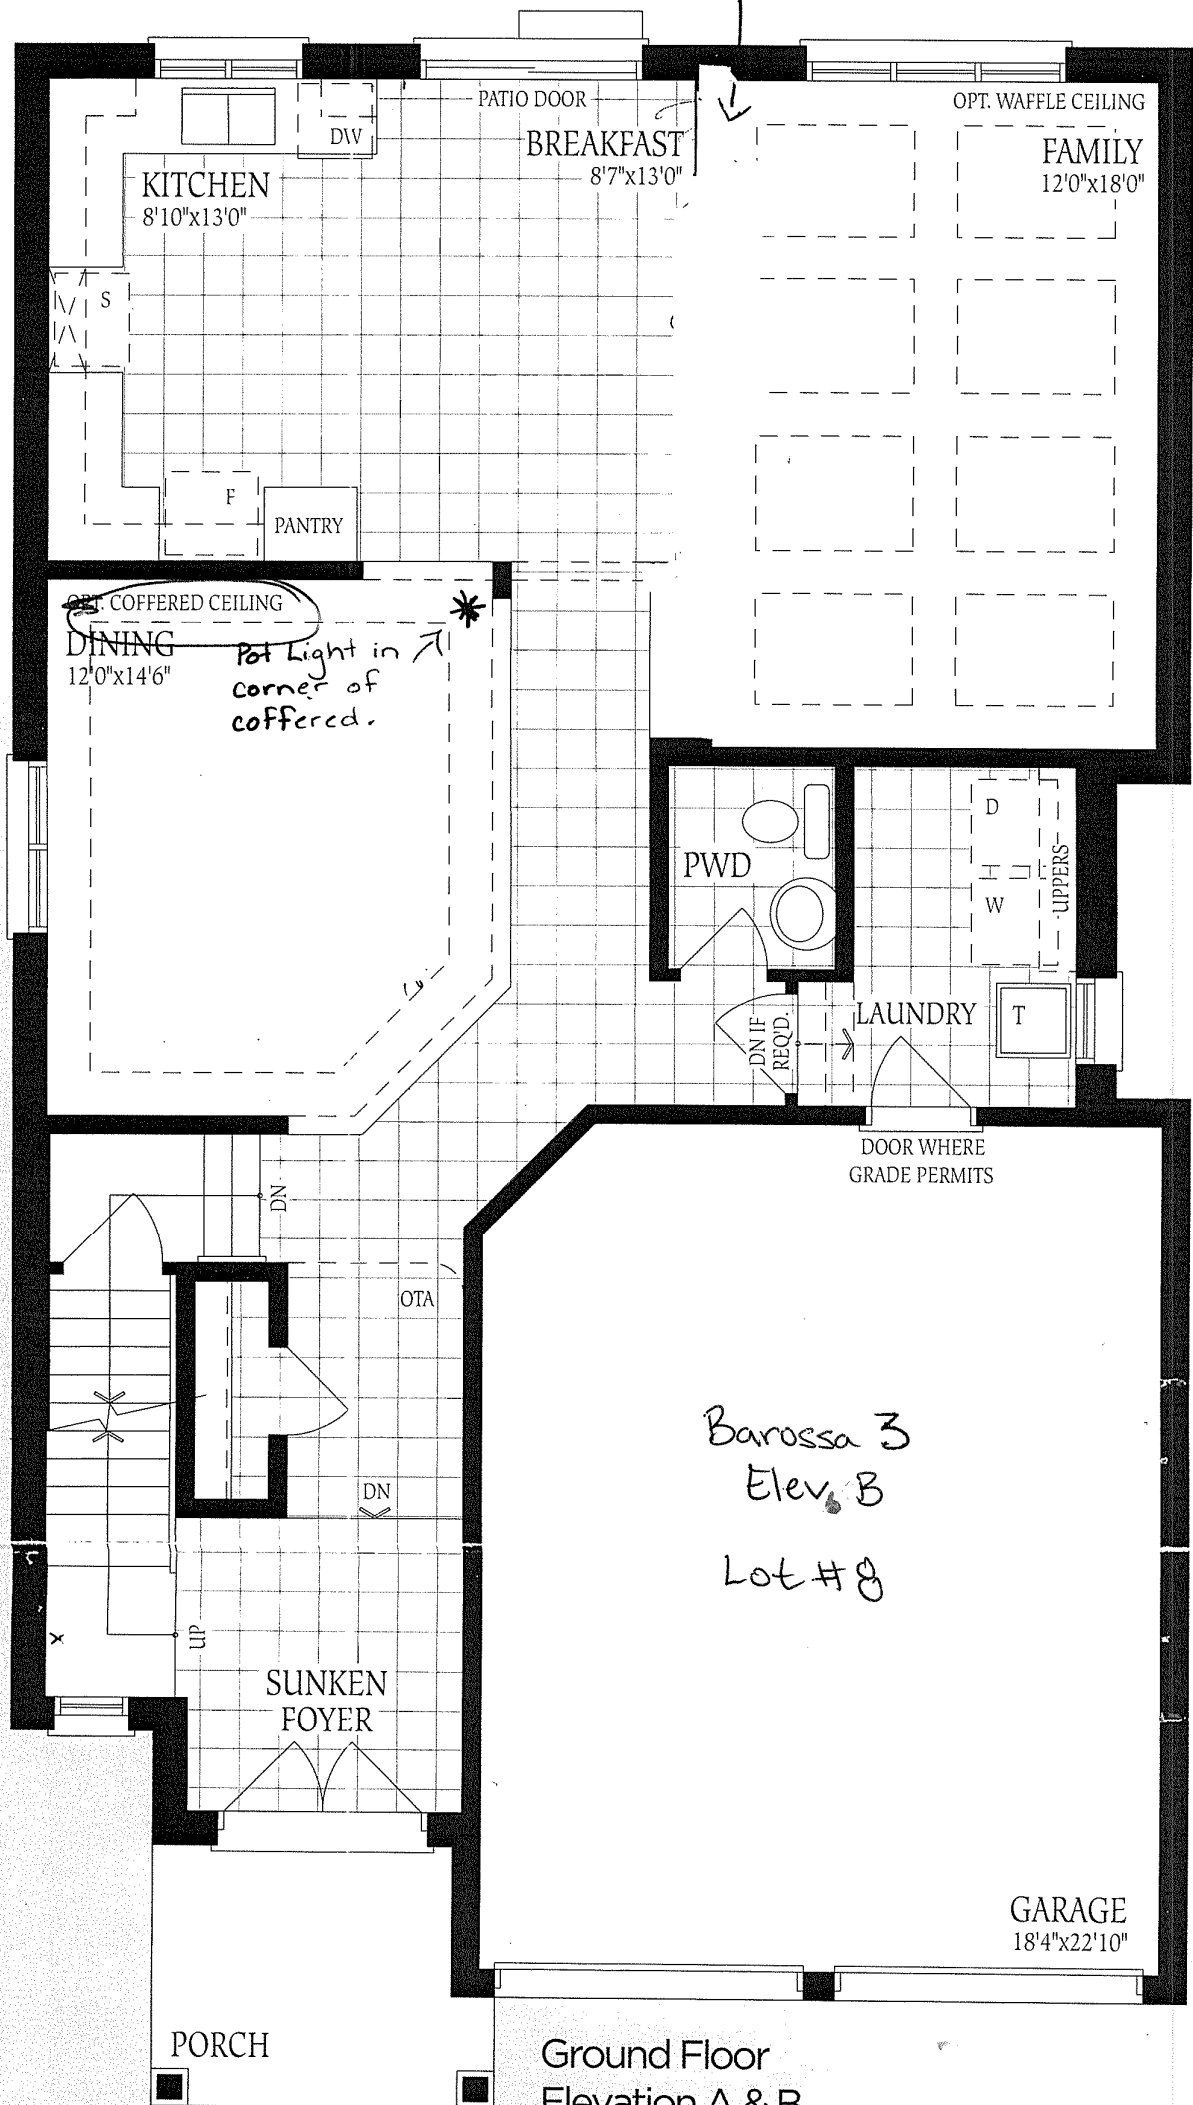 PATIO DOOR
OPT. WAFFLE CEILING
DW
BREAKFAST
8'7"x13'0"
FAMILY
12'0"x18'0"
KITCHEN
8'10"x13'0"
S
F
PANTRY
OPT. COFFERED CEILING
DINING
12'0"x14'6"
Pot Light in
corner of
coffered.
D
UPPERS
PWD
W
LAUNDRY
T
DN IF
REQ'D.
DOOR WHERE
GRADE PERMITS
DN
OTA
Barossa 3
Elev. B
DN
Lot #8
UP
SUNKEN
FOYER
GARAGE
18'4"x22'10"
PORCH
Ground Floor
Elevation A & B